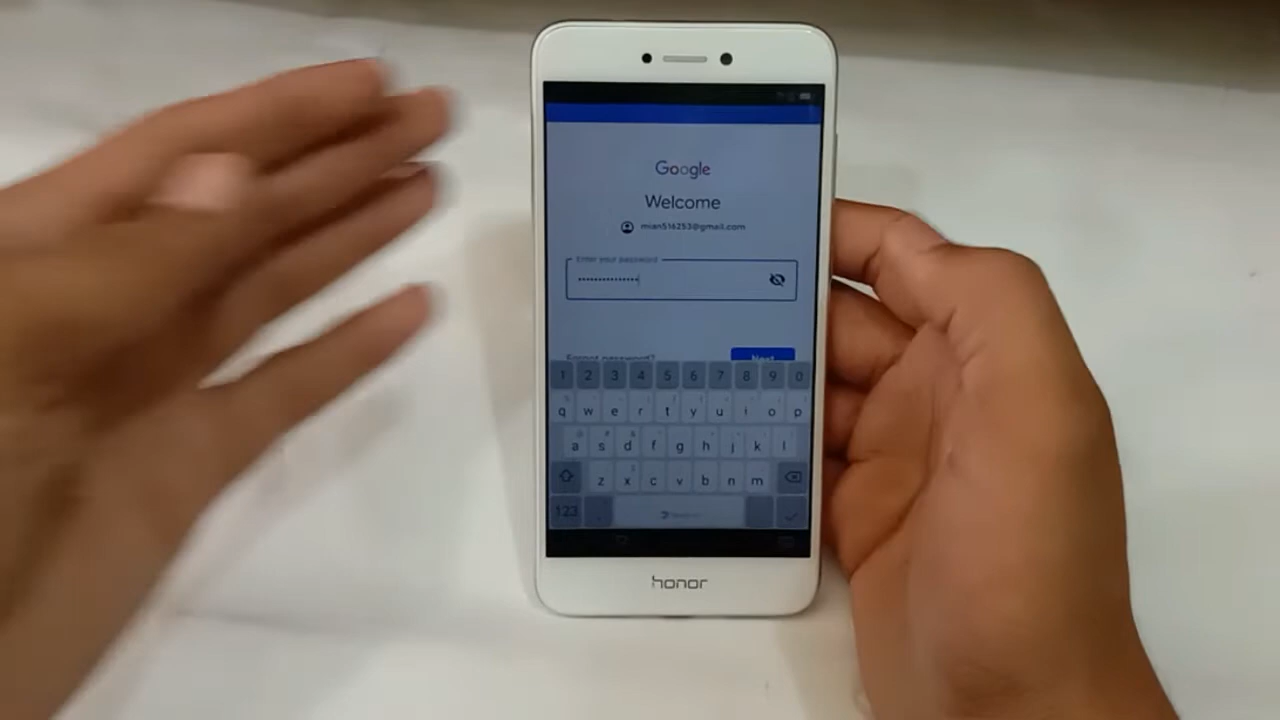 Google
Welcome
mian516253@gmail.com
Enter your password
Forgot password?
Next
1 2 3 4 5 6 7 8 9 0
q w e r t y u i o p
a s d f g h j k l
z x c v b n m
123
honor